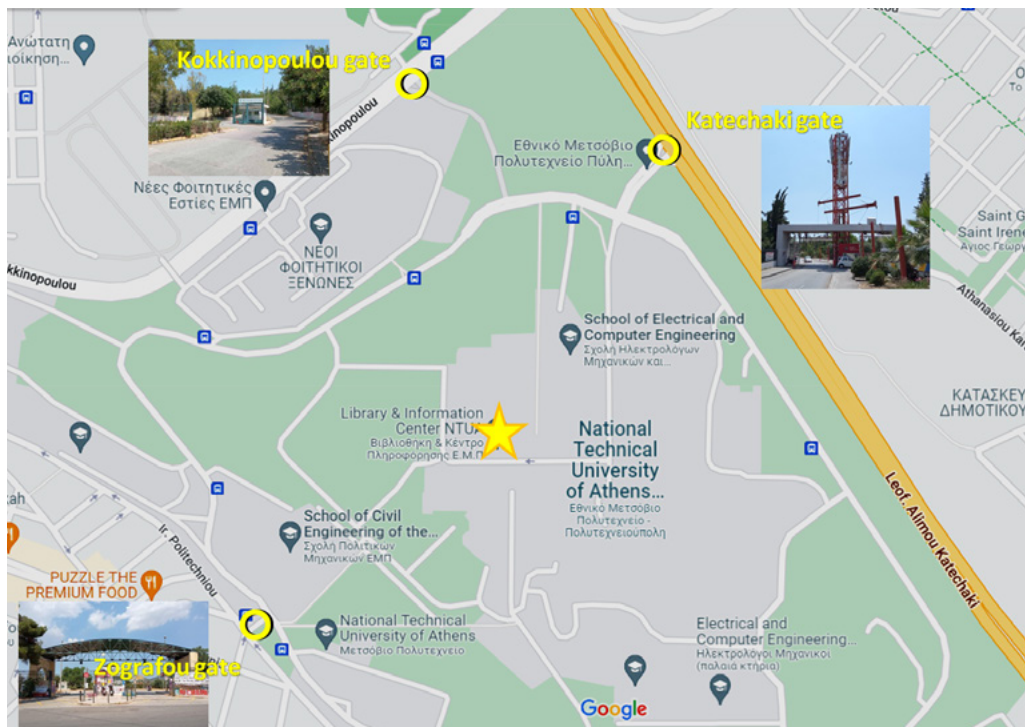 Ανώτατη
Kokkinopoulou gate
kkinopoulou
Νέες Φοιτητικές
Εστίες ΕΜΠ
ΝΕΟΙ
ΦΟΙΤΗΤΙΚΟΙ
ΞΕΝΩΝΕΣ
Kokkinopoulou
Katechaki gate
Εθνικό Μετσόβιο
Πολυτεχνείο Πύλη...
Saint G
Saint Irene
Άγιος Γεώργ
Athanasiou Ka
ΚΑΤΑΣΚΕΥ
ΔΗΜΟΤΙΚΟΥ
School of Electrical and
Computer Engineering
Σχολή Ηλεκτρολόγων
Μηχανικών και...
Library & Information
Center NTU
Βιβλιοθήκη & Κέντρο
Πληροφόρησης Ε.Μ.Π
National
Technical
University
of Athens...
Εθνικό Μετσόβιο
Πολυτεχνείο -
Πολυτεχνειούπολη
Leof. Alimou Katechaki
School of Civil
Engineering of the...
Σχολή Πολιτικών
Μηχανικών ΕΜΠ
Ir. Politechniou
PUZZLE THE
PREMIUM FOOD
Zografou gate
National Technical
University of Athens
Μετσόβιο Πολυτεχνείο
Electrical and
Computer Engineering...
Ηλεκτρολόγοι Μηχανικοί
(παλαιά κτήρια)
Google